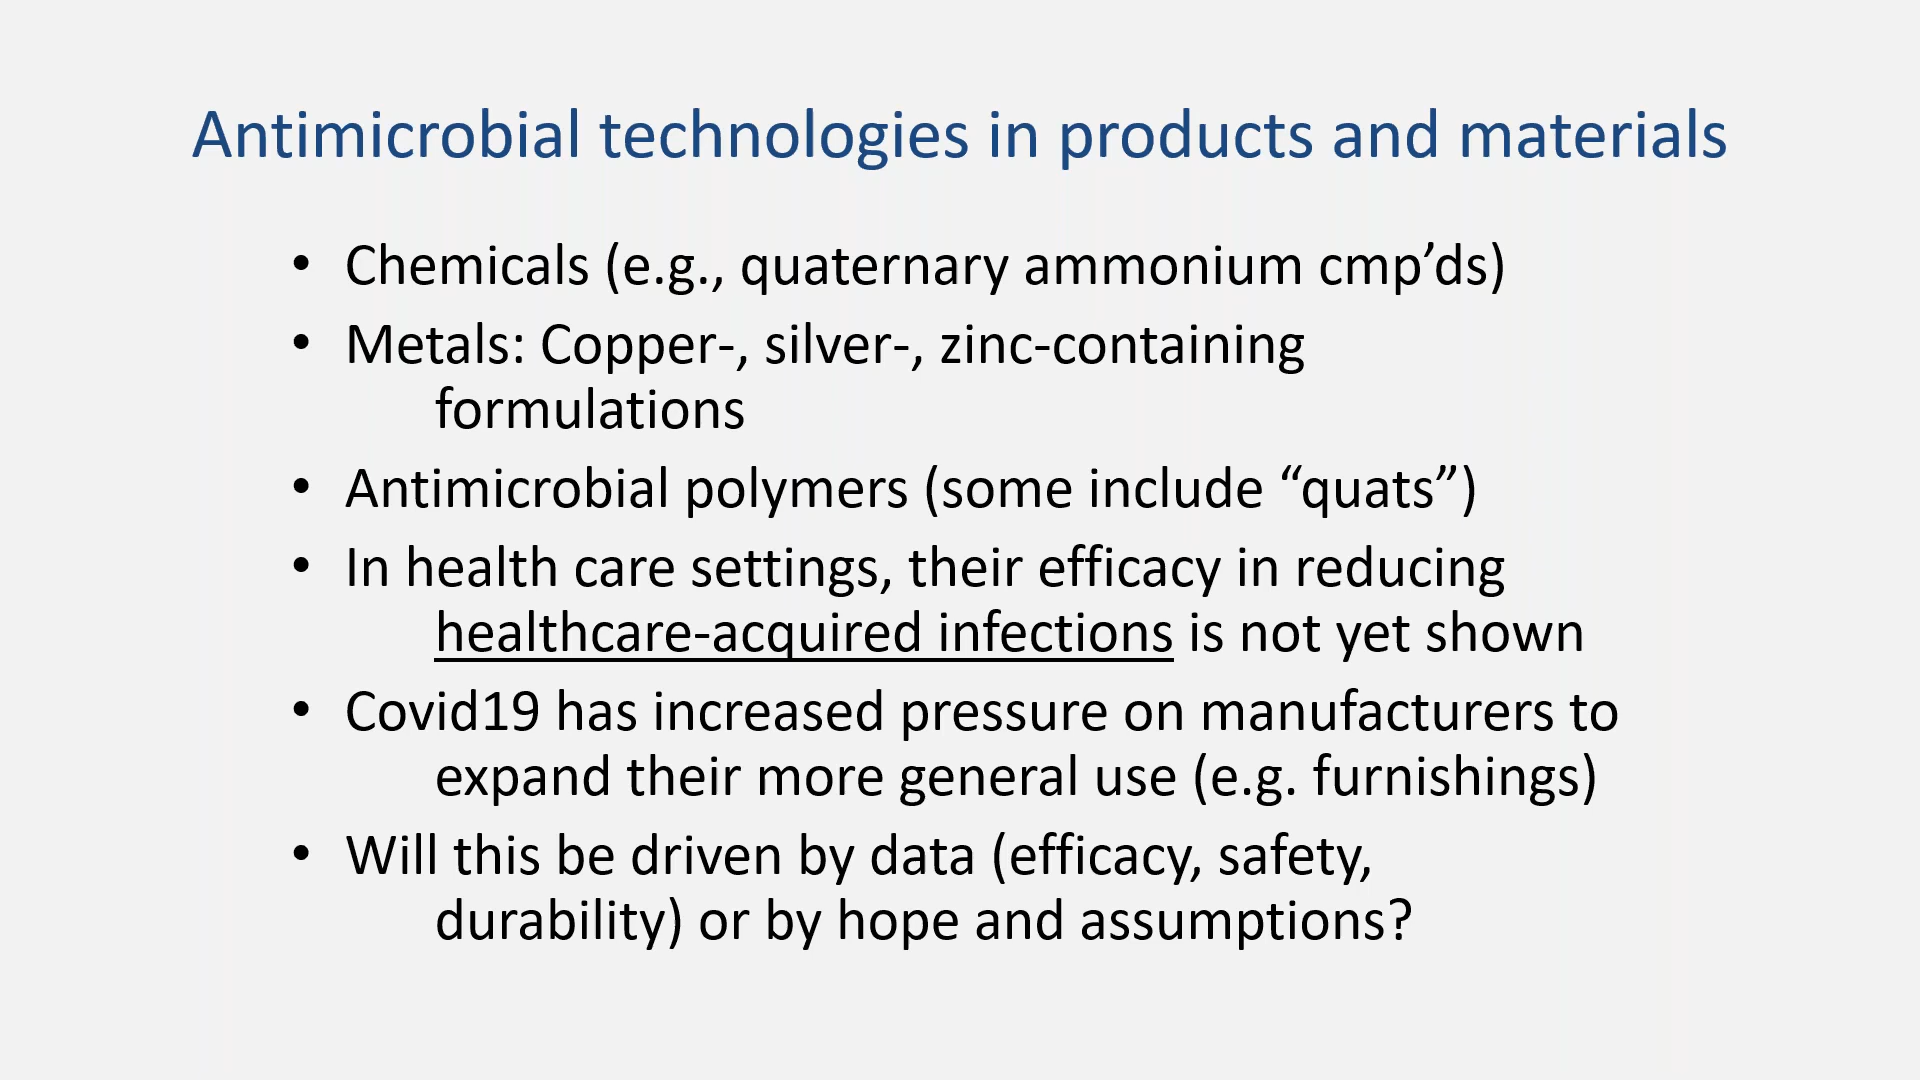 Antimicrobial technologies in products and materials
• Chemicals (e.g., quaternary ammonium cmp’ds)
• Metals: Copper-, silver-, zinc-containing
formulations
• Antimicrobial polymers (some include “quats”)
• In health care settings, their efficacy in reducing
healthcare-acquired infections is not yet shown
• Covid19 has increased pressure on manufacturers to
expand their more general use (e.g. furnishings)
• Will this be driven by data (efficacy, safety,
durability) or by hope and assumptions?